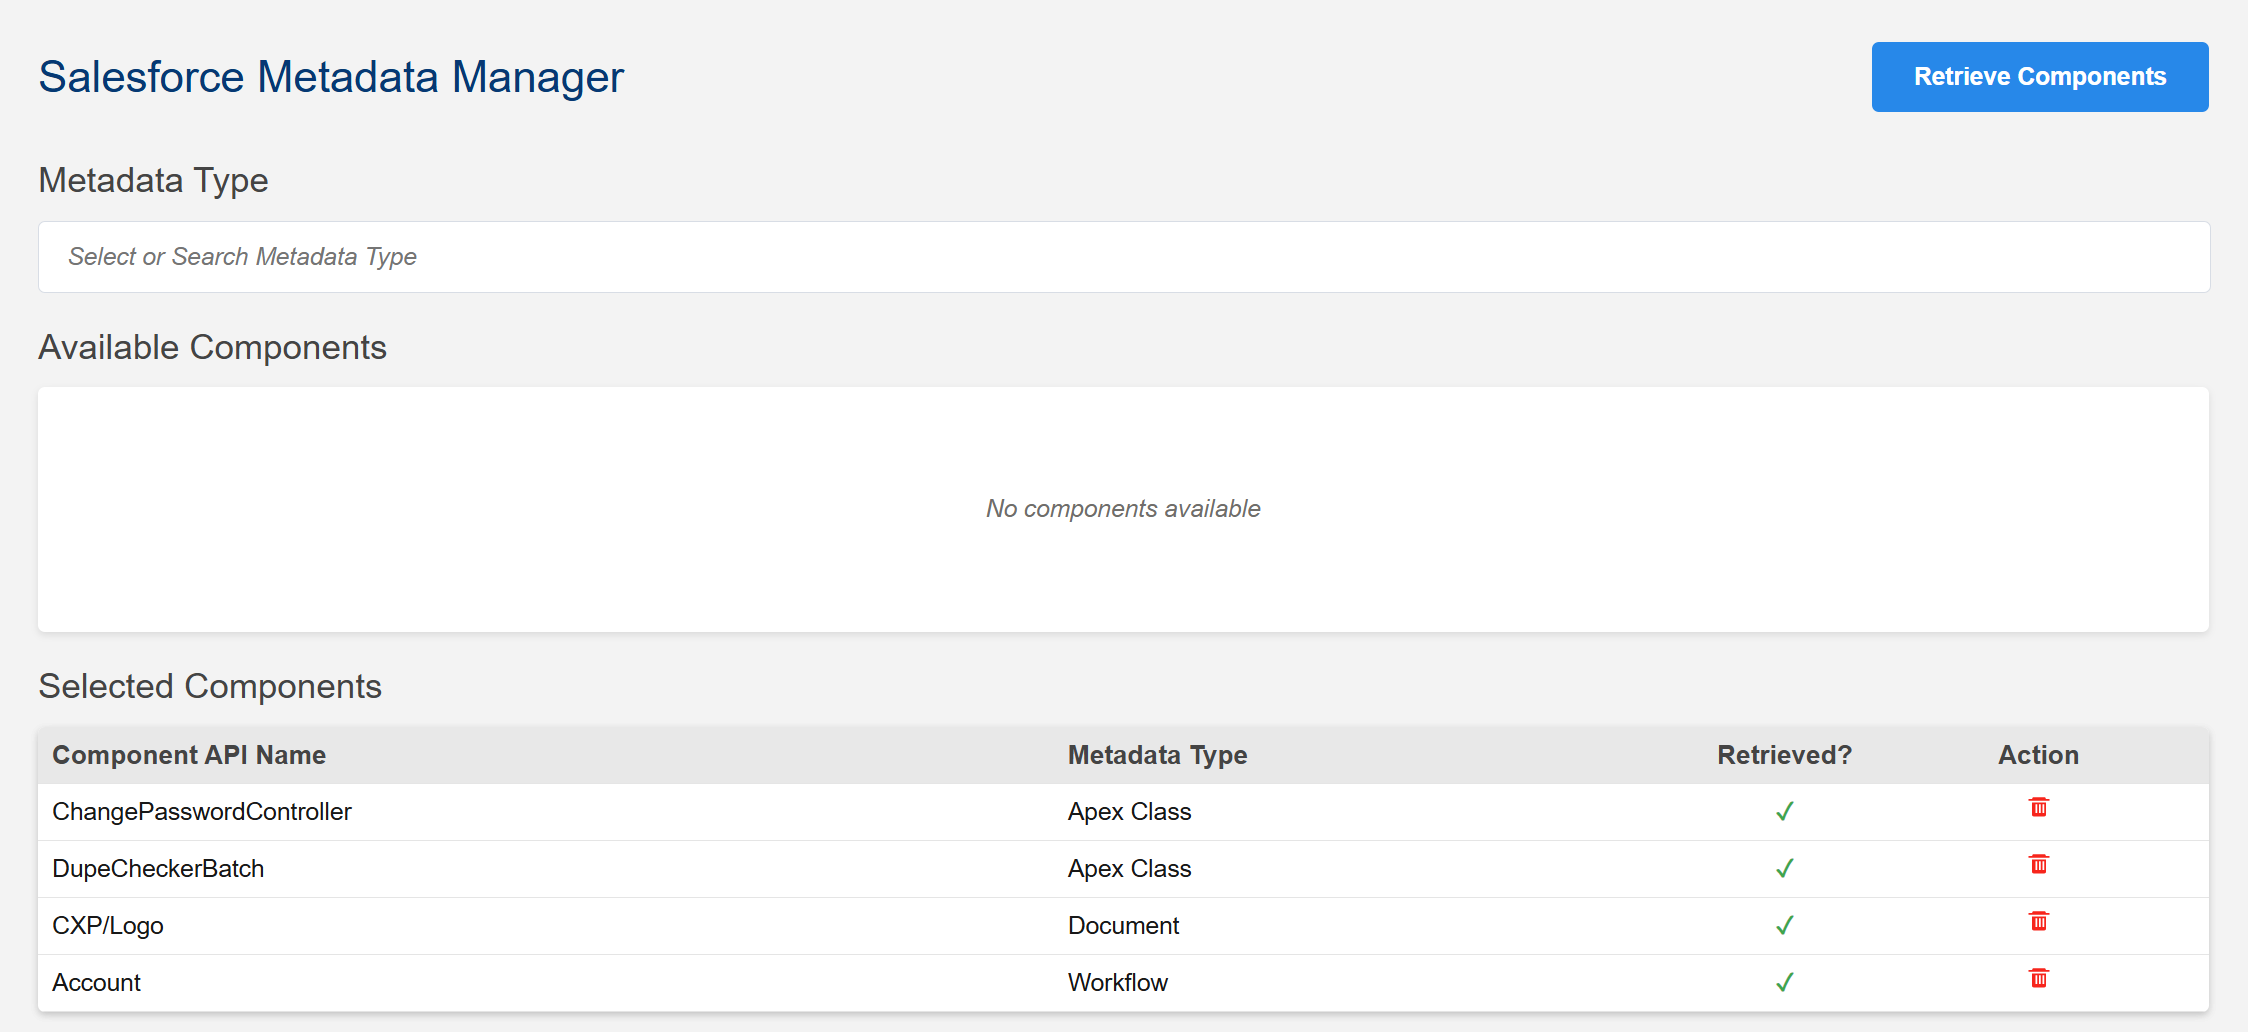 Salesforce Metadata Manager
Retrieve Components
Metadata Type
Select or Search Metadata Type
Available Components
No components available
Selected Components
Component API Name Metadata Type Retrieved? Action
ChangePasswordController Apex Class ✓
DupeCheckerBatch Apex Class ✓
CXP/Logo Document ✓
Account Workflow ✓